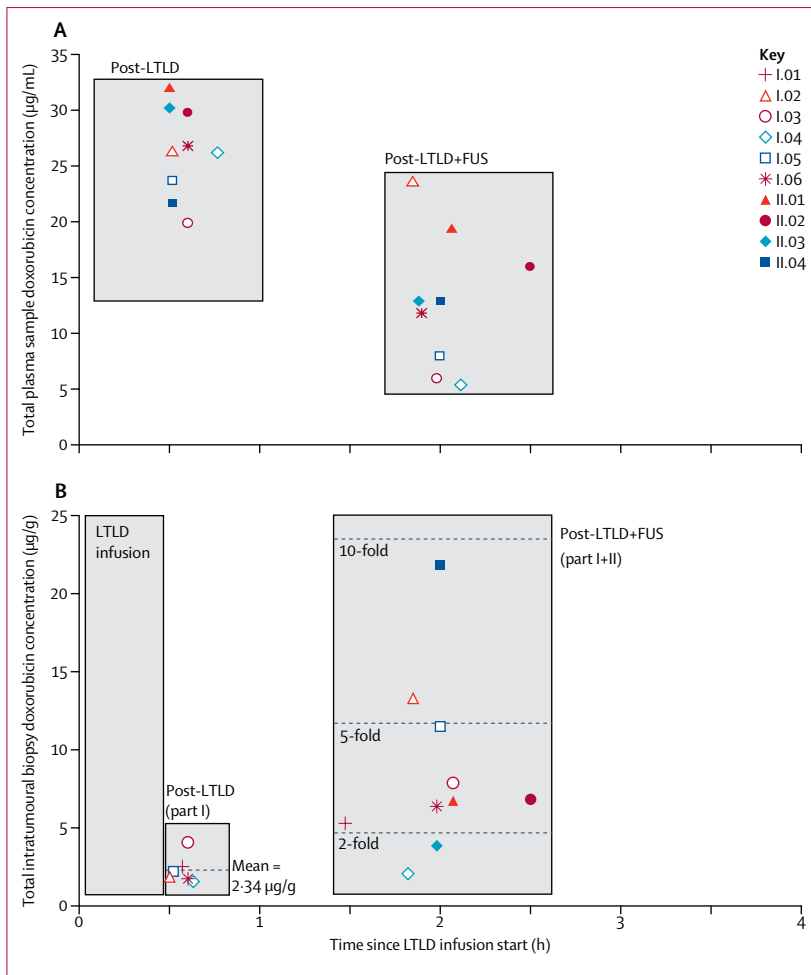 A
Total plasma sample doxorubicin concentration (µg/mL)
35
30
25
20
15
10
5
0
Post-LTLD
Post-LTLD+FUS
Key
I.01
I.02
I.03
I.04
I.05
I.06
II.01
II.02
II.03
II.04
B
Total intratumoural biopsy doxorubicin concentration (µg/g)
25
20
15
10
5
0
LTLD
infusion
Post-LTLD
(part I)
Mean =
2·34 µg/g
10-fold
5-fold
2-fold
Post-LTLD+FUS
(part I+II)
0
1
2
3
4
Time since LTLD infusion start (h)